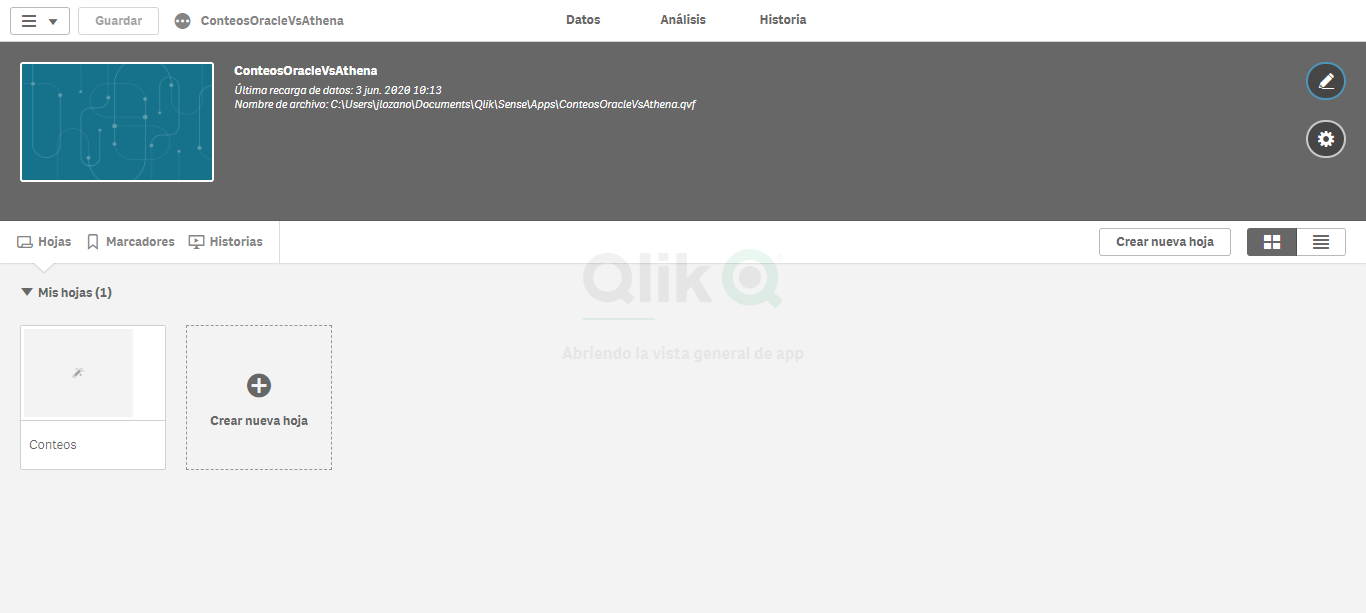 Guardar
ConteosOracleVsAthena
Datos
Análisis
Historia
ConteosOracleVsAthena
Última recarga de datos: 3 jun. 2020 10:13
Nombre de archivo: C:\Users\jlozano\Documents\Qlik\Sense\Apps\ConteosOracleVsAthena.qvf
Hojas
Marcadores
Historias
Crear nueva hoja
Qlik
Abriendo la vista general de app
Mis hojas (1)
Crear nueva hoja
Conteos